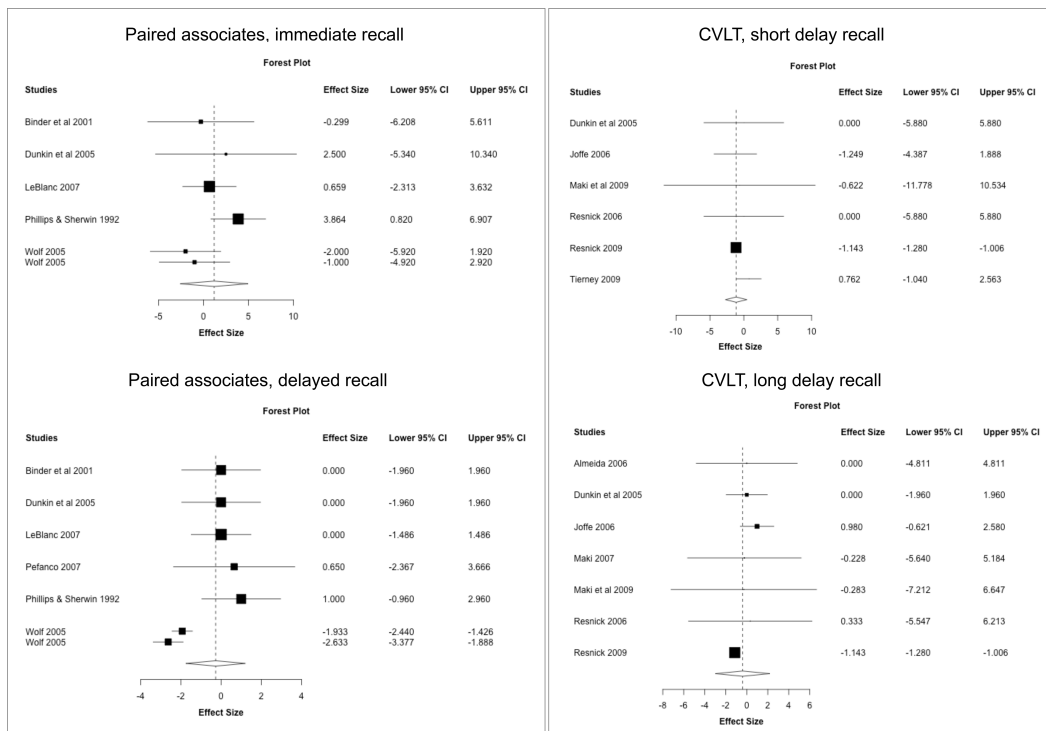 Paired associates, immediate recall
Forest Plot
Studies Effect Size Lower 95% CI Upper 95% CI
Binder et al 2001 -0.299 -6.208 5.611
Dunkin et al 2005 2.500 -5.340 10.340
LeBlanc 2007 0.659 -2.313 3.632
Phillips & Sherwin 1992 3.864 0.820 6.907
Wolf 2005 -2.000 -5.920 1.920
Wolf 2005 -1.000 -4.920 2.920
-5 0 5 10
Effect Size
Paired associates, delayed recall
Forest Plot
Studies Effect Size Lower 95% CI Upper 95% CI
Binder et al 2001 0.000 -1.960 1.960
Dunkin et al 2005 0.000 -1.960 1.960
LeBlanc 2007 0.000 -1.486 1.486
Pefanco 2007 0.650 -2.367 3.666
Phillips & Sherwin 1992 1.000 -0.960 2.960
Wolf 2005 -1.933 -2.440 -1.426
Wolf 2005 -2.633 -3.377 -1.888
-4 -2 0 2 4
Effect Size
CVLT, short delay recall
Forest Plot
Studies Effect Size Lower 95% CI Upper 95% CI
Dunkin et al 2005 0.000 -5.880 5.880
Joffe 2006 -1.249 -4.387 1.888
Maki et al 2009 -0.622 -11.778 10.534
Resnick 2006 0.000 -5.880 5.880
Resnick 2009 -1.143 -1.280 -1.006
Tierney 2009 0.762 -1.040 2.563
-10 -5 0 5 10
Effect Size
CVLT, long delay recall
Forest Plot
Studies Effect Size Lower 95% CI Upper 95% CI
Almeida 2006 0.000 -4.811 4.811
Dunkin et al 2005 0.000 -1.960 1.960
Joffe 2006 0.980 -0.621 2.580
Maki 2007 -0.228 -5.640 5.184
Maki et al 2009 -0.283 -7.212 6.647
Resnick 2006 0.333 -5.547 6.213
Resnick 2009 -1.143 -1.280 -1.006
-8 -6 -4 -2 0 2 4 6
Effect Size